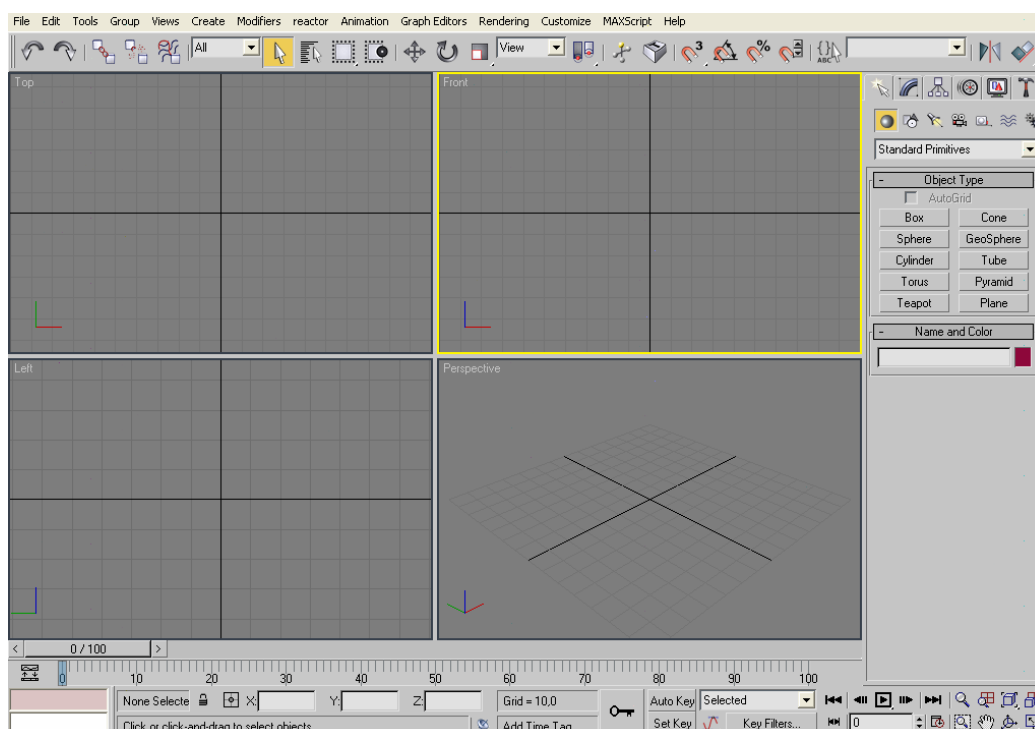 File Edit Tools Group Views Create Modifiers reactor Animation Graph Editors Rendering Customize MAXScript Help
All View 3 % {} ABC
Top Front
Standard Primitives
- Object Type
AutoGrid
Box Cone
Sphere GeoSphere
Cylinder Tube
Torus Pyramid
Teapot Plane
- Name and Color
Left Perspective
< 0 / 100 >
0 10 20 30 40 50 60 70 80 90 100
None Selecte X: Y: Z: Grid = 10,0 Auto Key Selected
Click or click-and-drag to select objects Add Time Tag Set Key Key Filters... 0